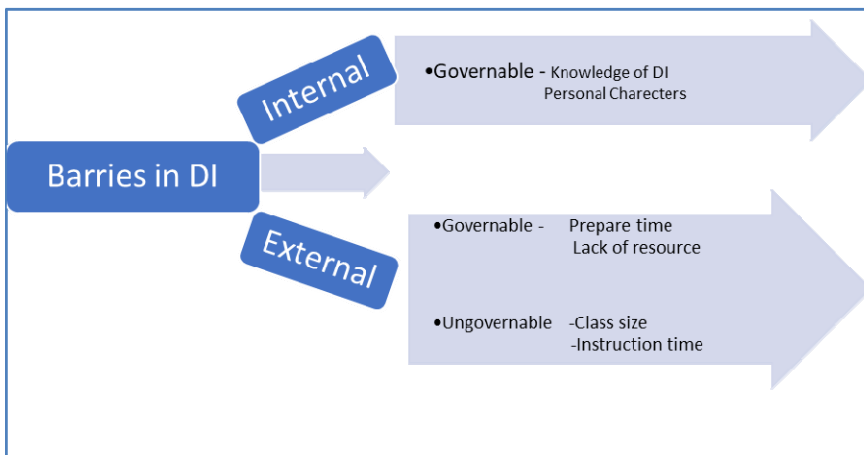 Barries in DI
Internal
•Governable - Knowledge of DI
Personal Charecters
External
•Governable - Prepare time
Lack of resource
•Ungovernable -Class size
-Instruction time